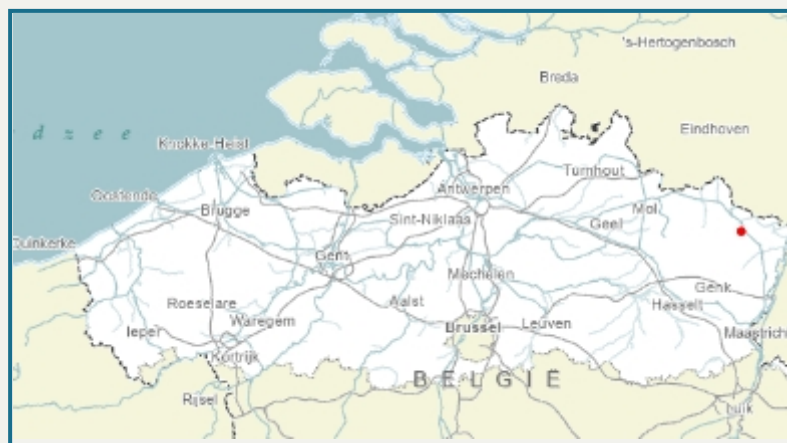 's-Hertogenbosch
Breda
d z e e
Eindhoven
Knokke-Heist
Turnhout
Antwerpen
Oostende
Mol
Brugge
Sint-Niklaas
Geel
Duinkerke
Gent
Mechelen
Genk
Roeselare
Aalst
Hasselt
Waregem
Ieper
Brussel
Leuven
Maastrich
Kortrijk
BELGIË
Rijsel
Luik